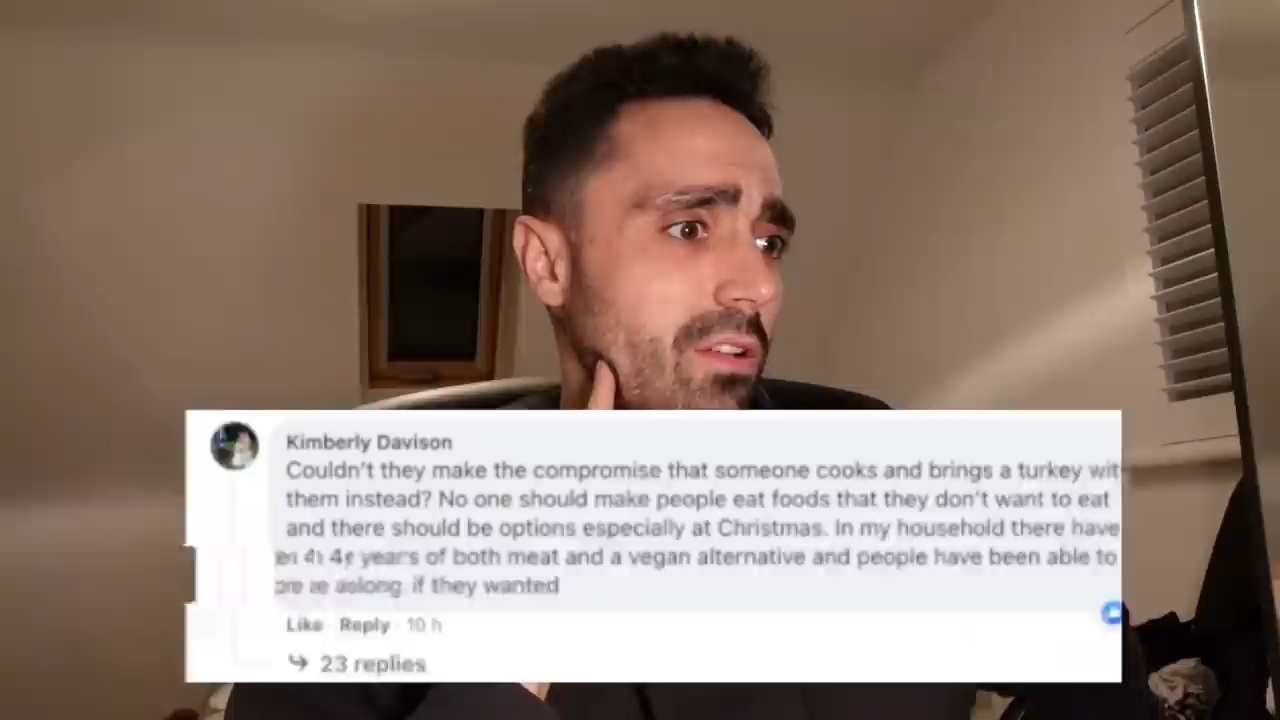 Kimberly Davison
Couldn't they make the compromise that someone cooks and brings a turkey wit
them instead? No one should make people eat foods that they don't want to eat
and there should be options especially at Christmas. In my household there have
years of both meat and a vegan alternative and people have been able to
if they wanted
Like Reply 10 h
23 replies